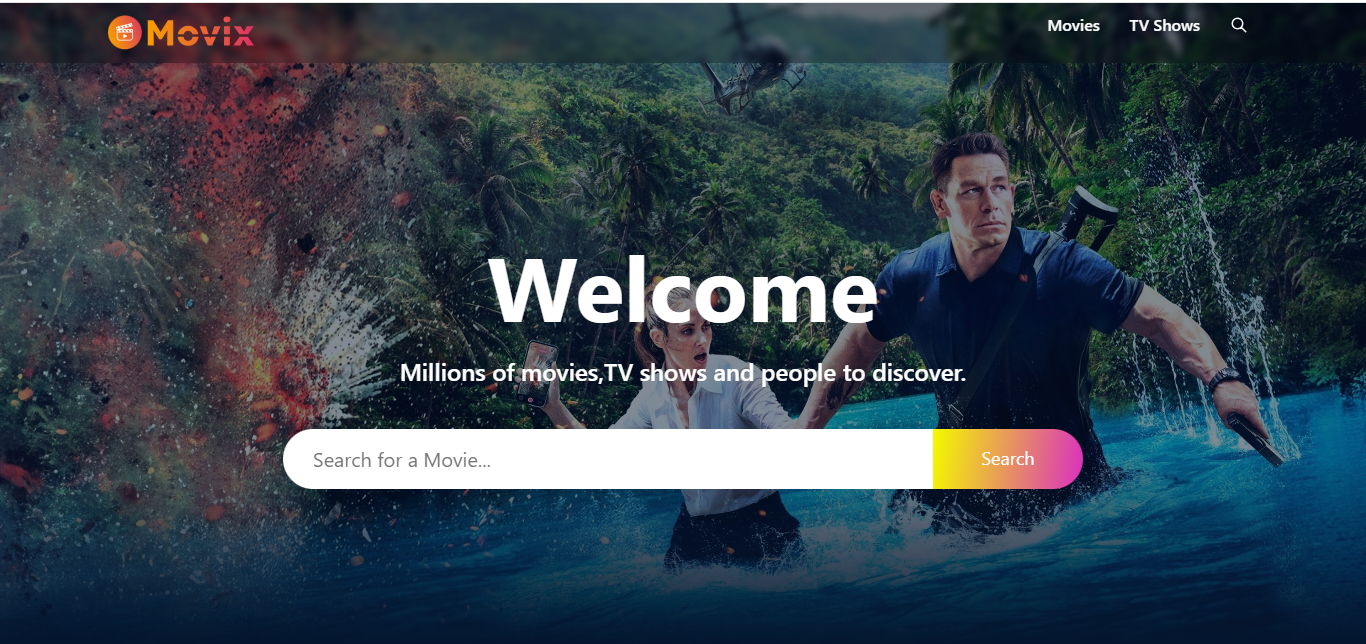 Movix
Movies
TV Shows
Welcome
Millions of movies,TV shows and people to discover.
Search for a Movie...
Search